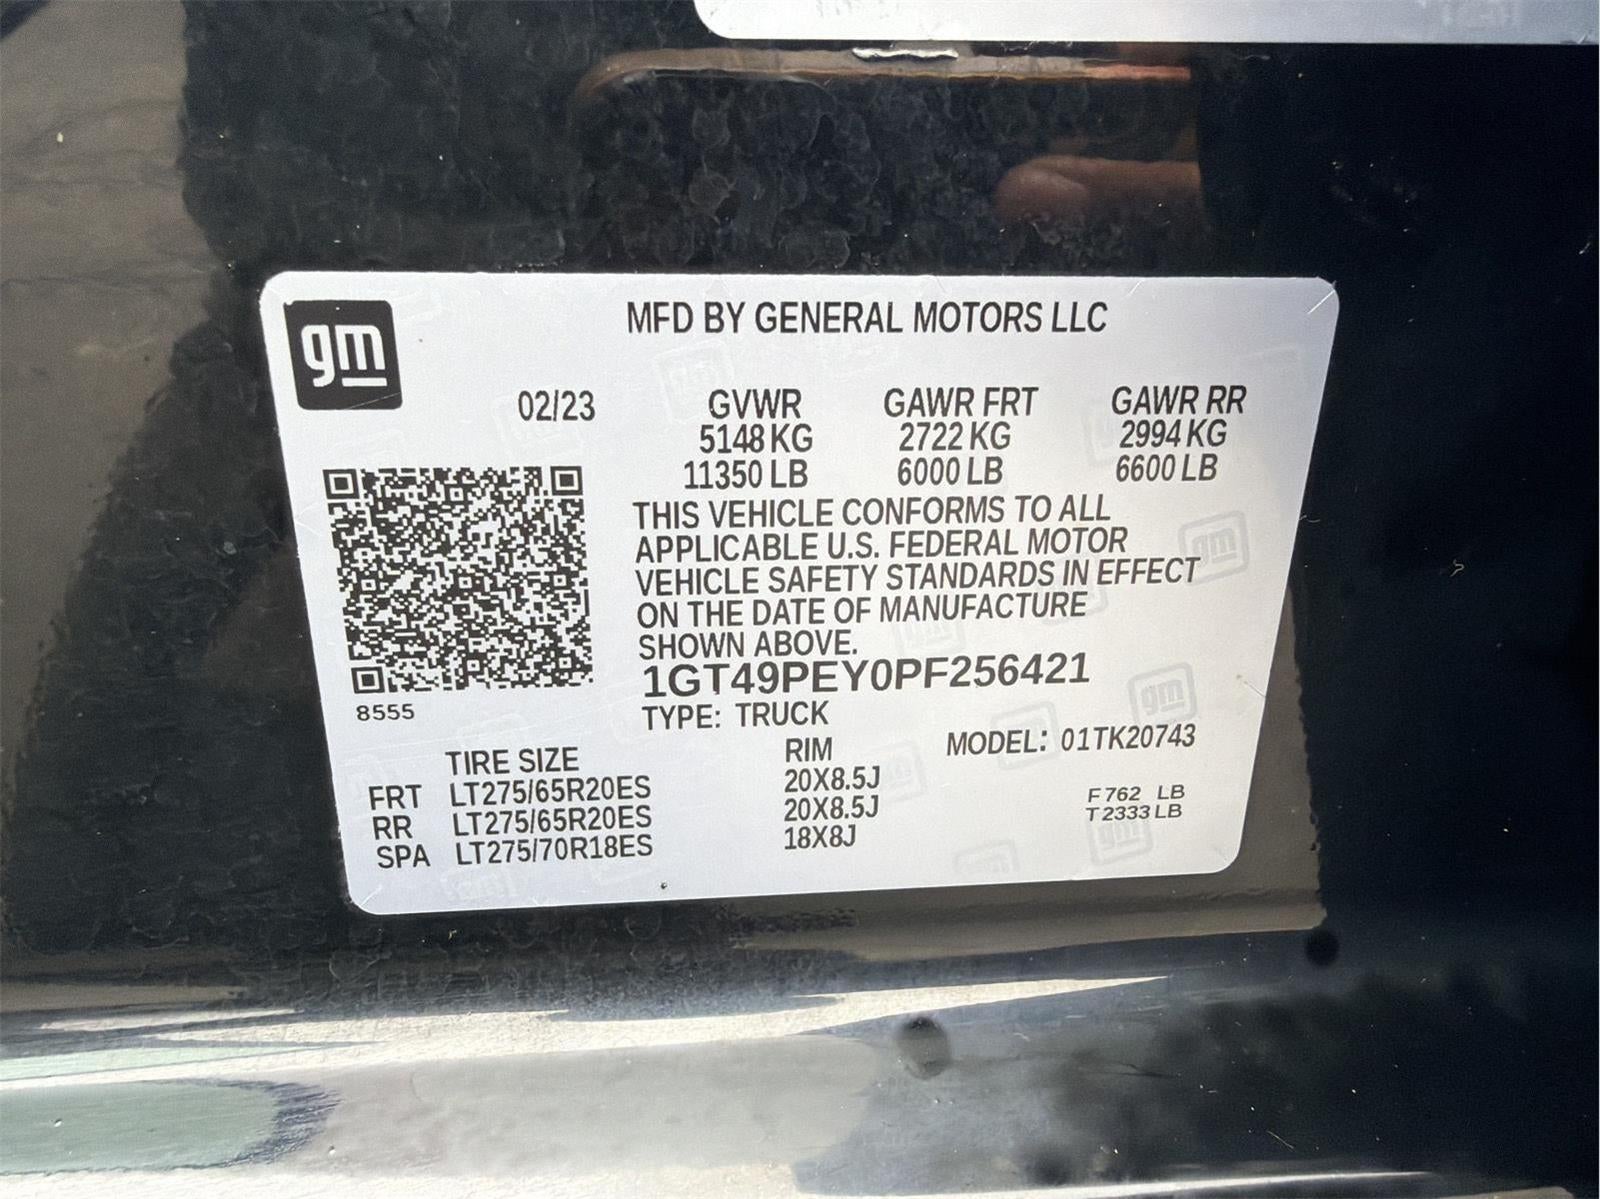 gm
MFD BY GENERAL MOTORS LLC
02/23 GVWR GAWR FRT GAWR RR
5148 KG 2722 KG 2994 KG
11350 LB 6000 LB 6600 LB
THIS VEHICLE CONFORMS TO ALL
APPLICABLE U.S. FEDERAL MOTOR
VEHICLE SAFETY STANDARDS IN EFFECT
ON THE DATE OF MANUFACTURE
SHOWN ABOVE.
1GT49PEY0PF256421
8555
TYPE: TRUCK
TIRE SIZE RIM MODEL: 01TK20743
FRT LT275/65R20ES 20X8.5J
RR LT275/65R20ES 20X8.5J
SPA LT275/70R18ES 18X8J
F 762 LB
T 2333 LB